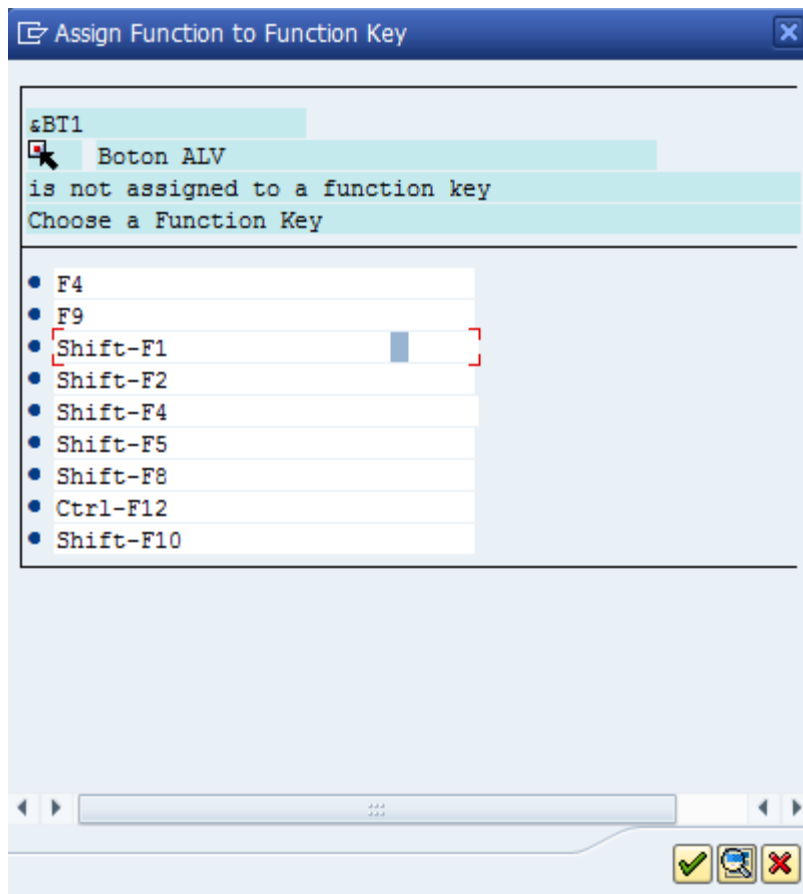 Assign Function to Function Key
&BT1
Boton ALV
is not assigned to a function key
Choose a Function Key
F4
F9
Shift-F1
Shift-F2
Shift-F4
Shift-F5
Shift-F8
Ctrl-F12
Shift-F10